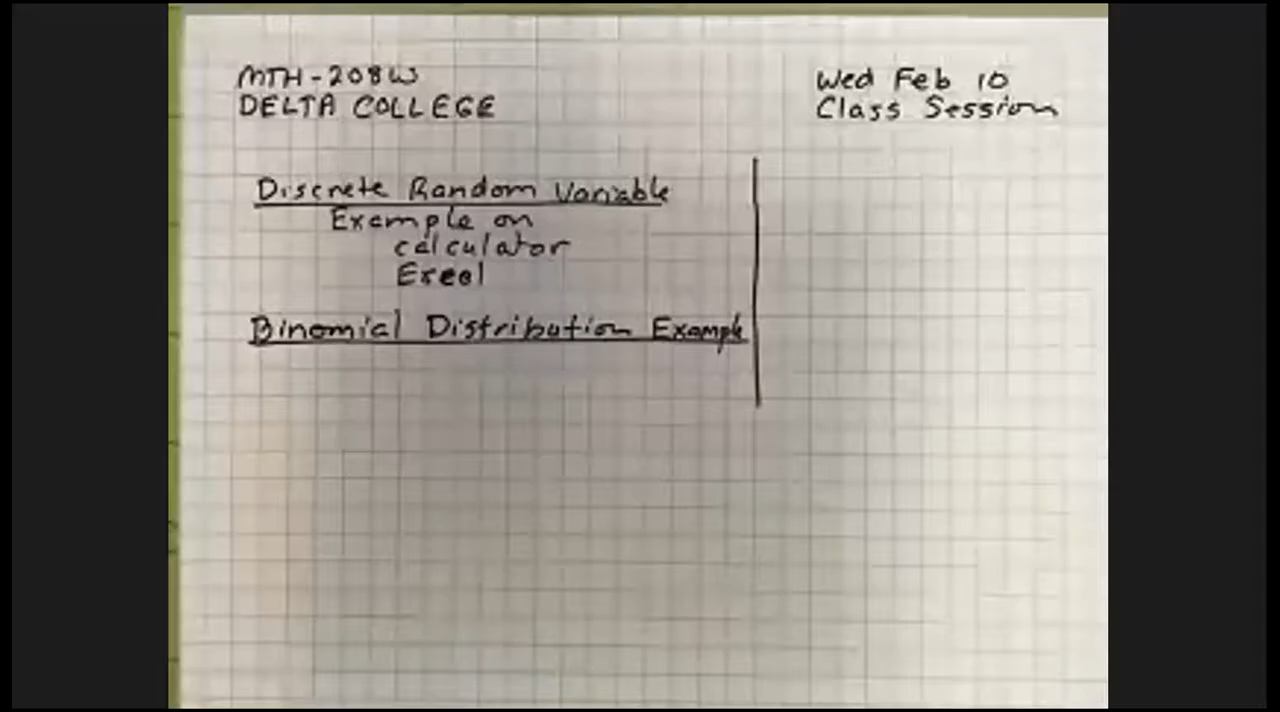 MTH-208W
DELTA COLLEGE
Wed Feb 10
Class Session
Discrete Random Variable
Example on
calculator
Excel
Binomial Distribution Example